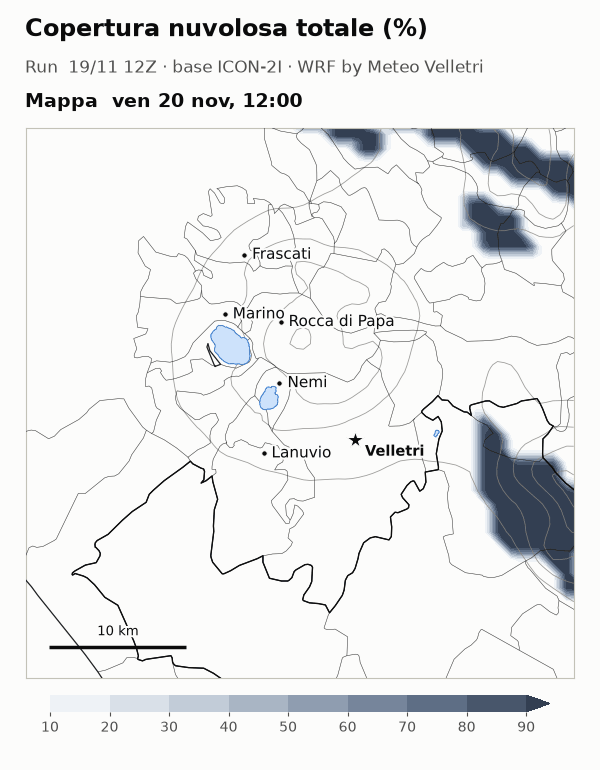 Copertura nuvolosa totale (%)
Run  19/11 12Z · base ICON-2I · WRF by Meteo Velletri
Mappa  ven 20 nov, 12:00
Frascati
Marino
Rocca di Papa
Nemi
Velletri
Lanuvio
10 km
10 20 30 40 50 60 70 80 90